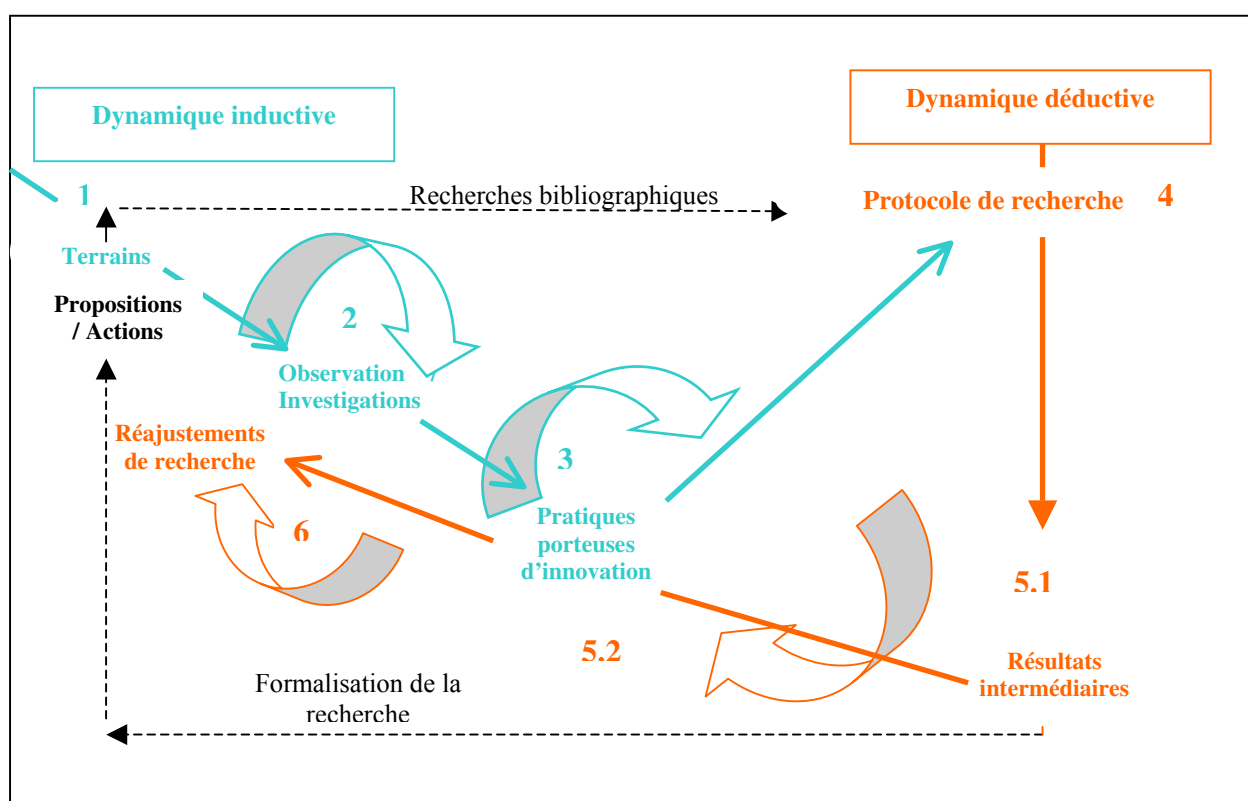 Dynamique inductive
Dynamique déductive
1
Recherches bibliographiques
Protocole de recherche 4
Terrains
Propositions
/ Actions
2
Observation /
Investigations
Réajustements
de recherche
3
6
Pratiques
porteuses
d'innovation
5.1
5.2
Résultats
intermédiaires
Formalisation de la
recherche